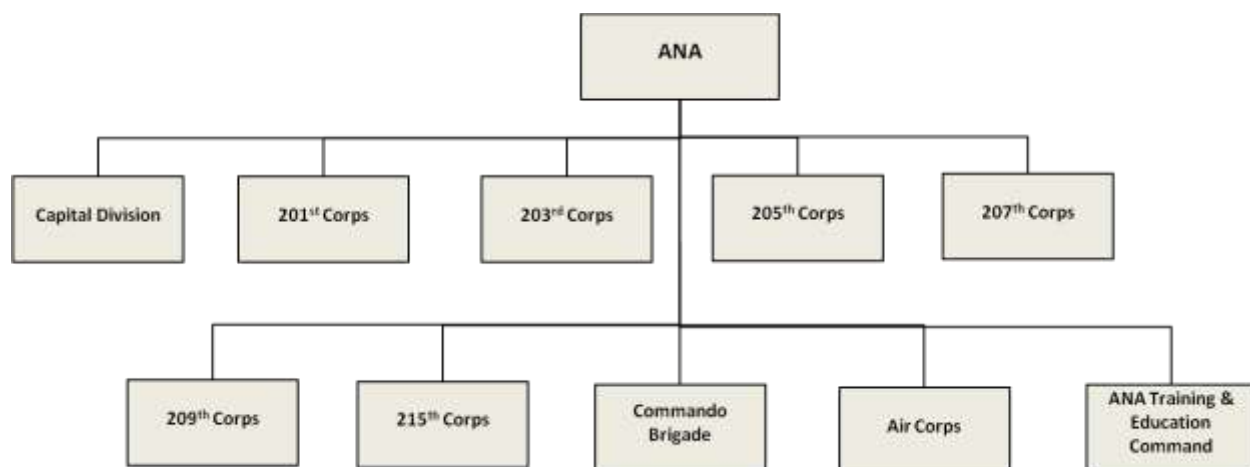 ANA
Capital Division
201st Corps
203rd Corps
205th Corps
207th Corps
209th Corps
215th Corps
Commando
Brigade
Air Corps
ANA Training &
Education
Command